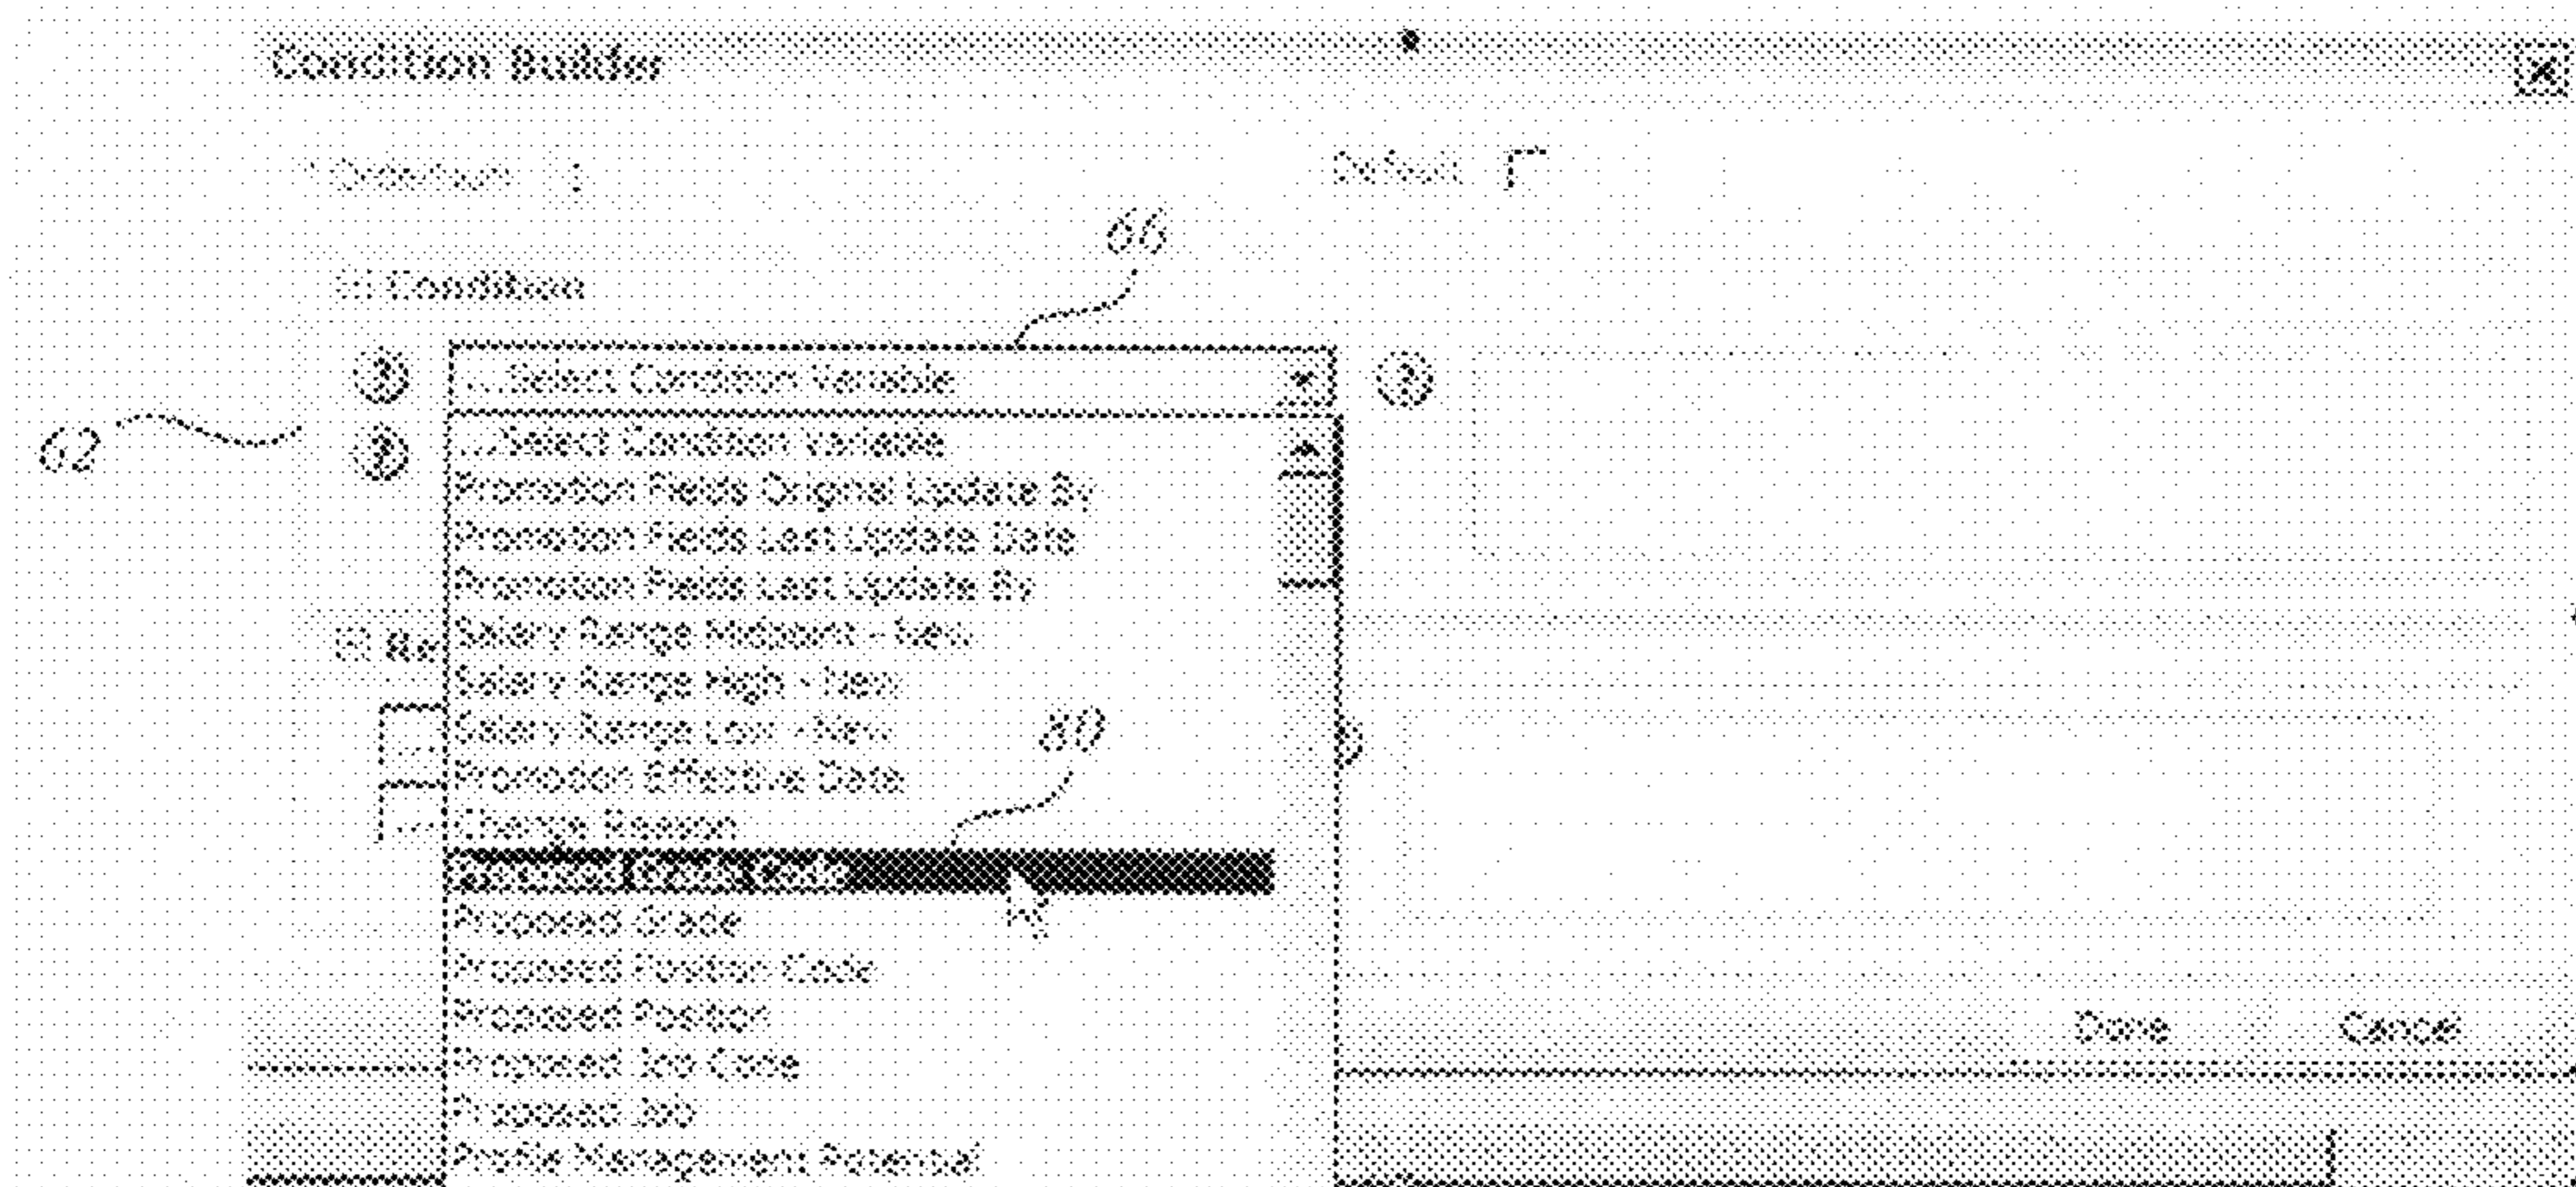 Condition Builder
Default
66
Condition
...Select Condition Variable
62
...Select Condition Variable
Promotion Fields Original Update By
Promotion Fields Last Update Date
Promotion Fields Last Update By
Salary Range Midpoint - New
Salary Range High - New
Salary Range Low - New
80
Promotion Effective Date
Change Reason
Proposed Grade
Proposed Position Code
Proposed Position
Proposed Job Code
Proposed Job
Profile Management Potential
Done Cancel